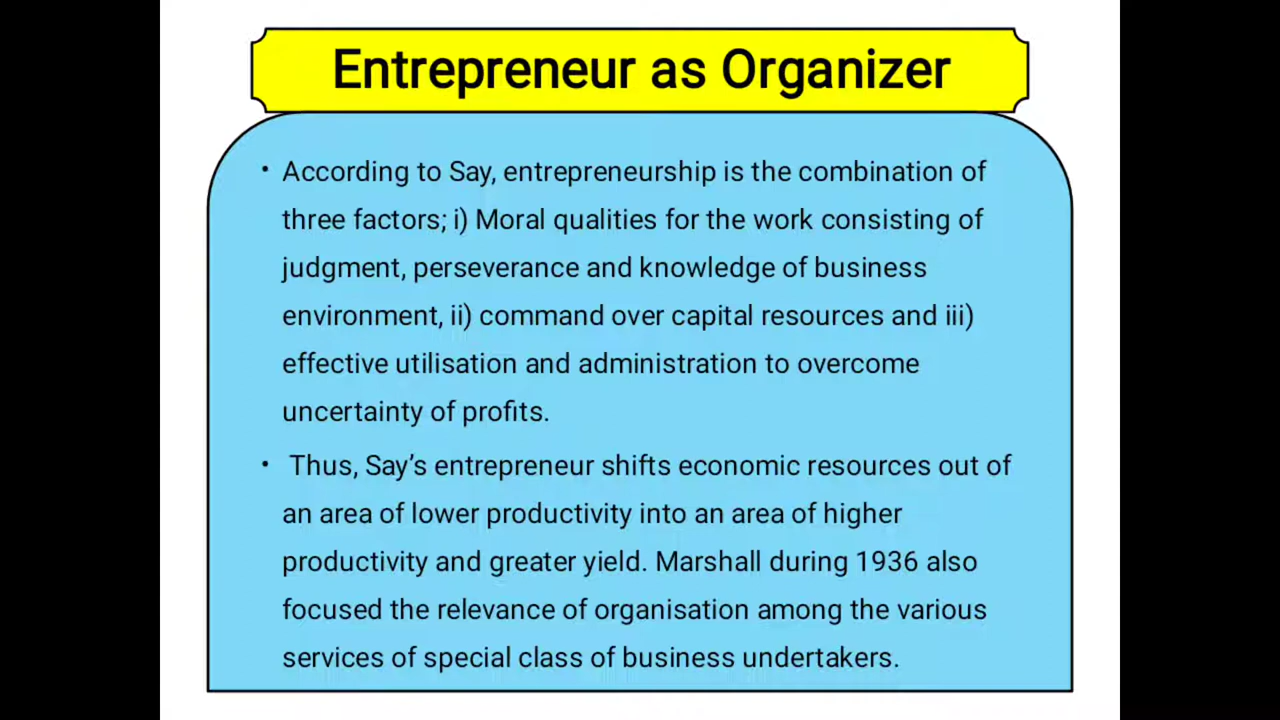 Entrepreneur as Organizer
• According to Say, entrepreneurship is the combination of
three factors; i) Moral qualities for the work consisting of
judgment, perseverance and knowledge of business
environment, ii) command over capital resources and iii)
effective utilisation and administration to overcome
uncertainty of profits.
• Thus, Say’s entrepreneur shifts economic resources out of
an area of lower productivity into an area of higher
productivity and greater yield. Marshall during 1936 also
focused the relevance of organisation among the various
services of special class of business undertakers.